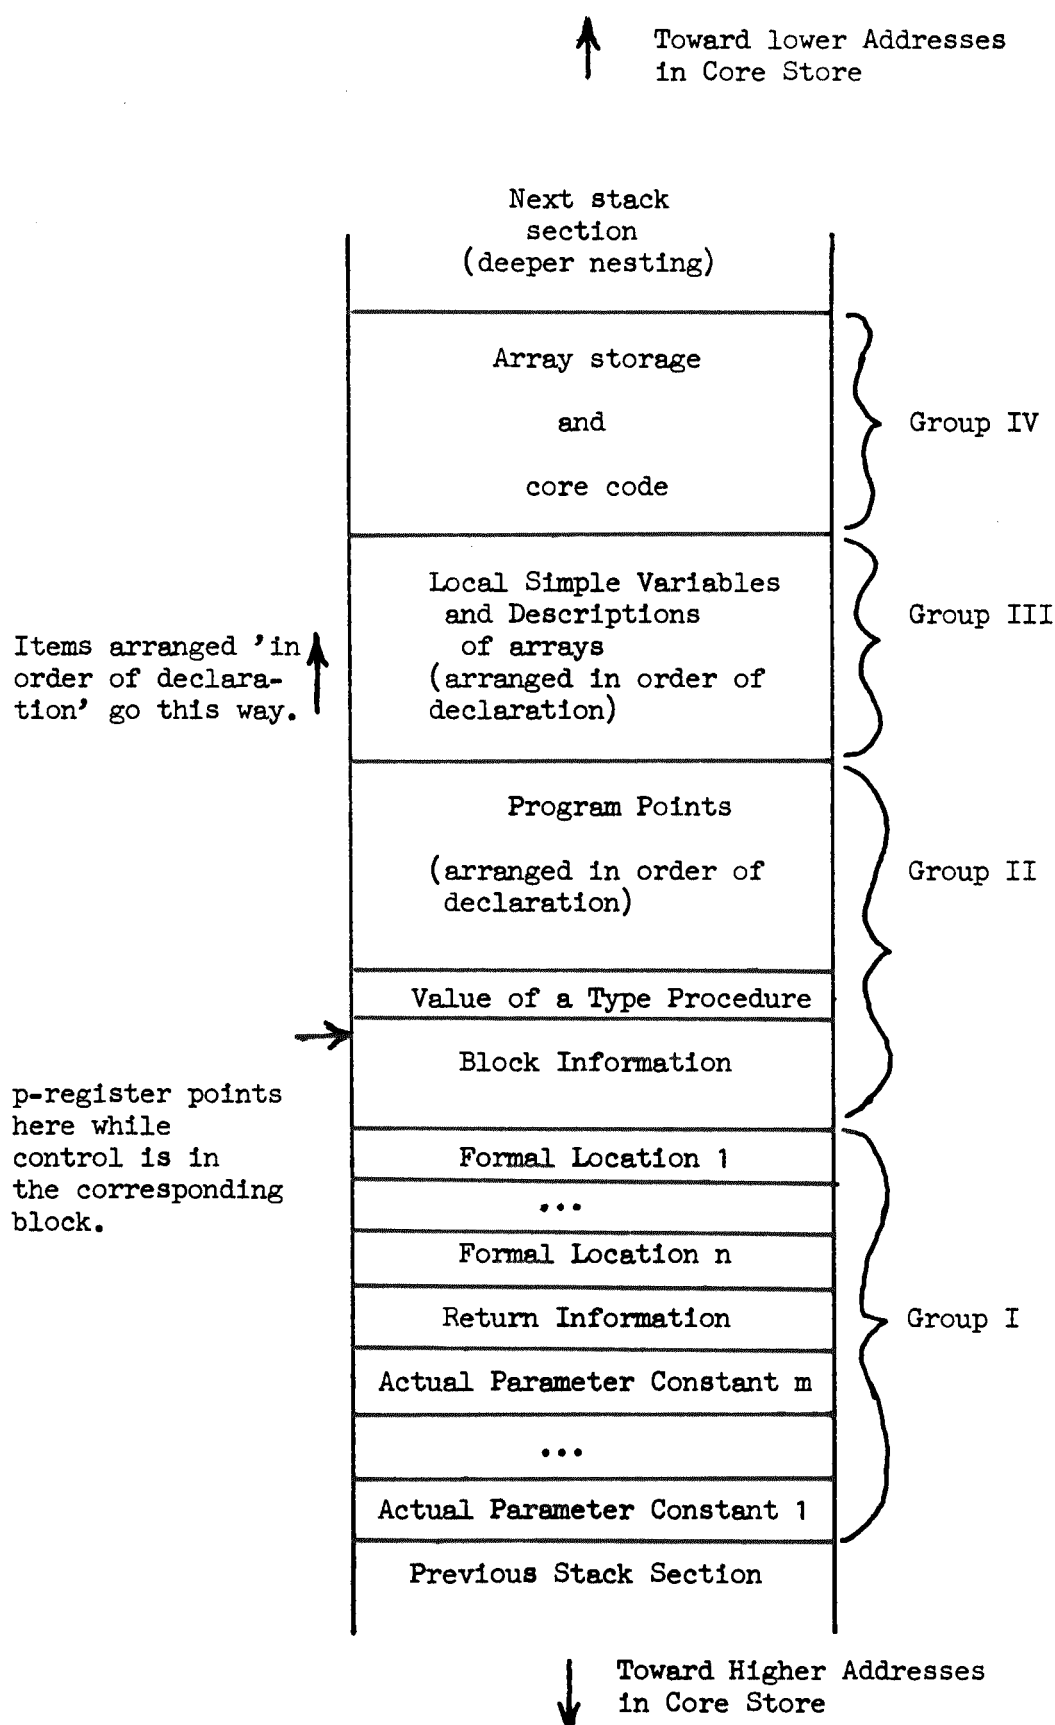 Toward lower Addresses
in Core Store
Next stack
section
(deeper nesting)
Array storage
and
core code
Group IV
Local Simple Variables
and Descriptions
of arrays
(arranged in order of
declaration)
Group III
Items arranged 'in
order of declara-
tion' go this way.
Program Points
(arranged in order of
declaration)
Group II
Value of a Type Procedure
Block Information
p-register points
here while
control is in
the corresponding
block.
Formal Location 1
...
Formal Location n
Return Information
Group I
Actual Parameter Constant m
...
Actual Parameter Constant 1
Previous Stack Section
Toward Higher Addresses
in Core Store